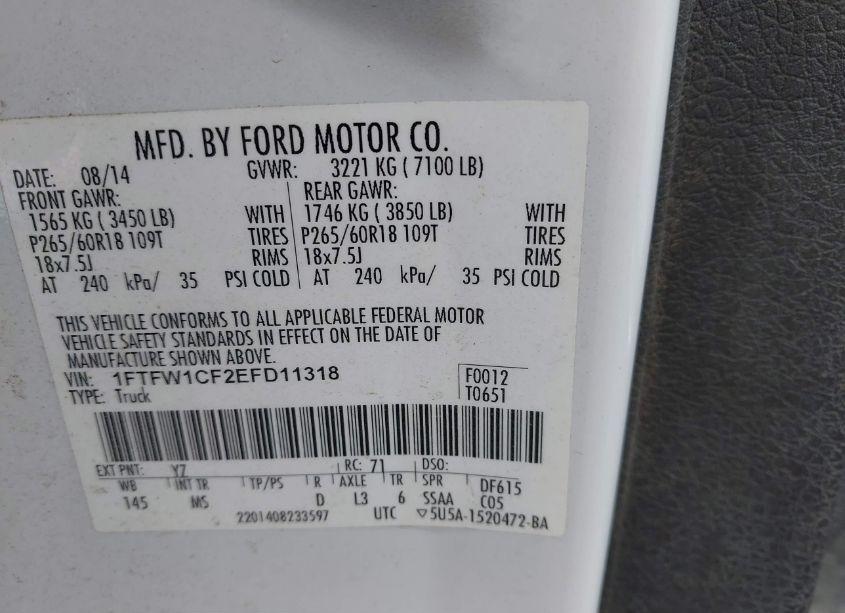 MFD. BY FORD MOTOR CO.
DATE: 08/14 GVWR: 3221 KG ( 7100 LB)
FRONT GAWR: REAR GAWR:
1565 KG ( 3450 LB) WITH 1746 KG ( 3850 LB) WITH
P265/60R18 109T TIRES P265/60R18 109T TIRES
18x7.5J RIMS 18x7.5J RIMS
AT 240 kPa/ 35 PSI COLD AT 240 kPa/ 35 PSI COLD
THIS VEHICLE CONFORMS TO ALL APPLICABLE FEDERAL MOTOR
VEHICLE SAFETY STANDARDS IN EFFECT ON THE DATE OF
MANUFACTURE SHOWN ABOVE.
VIN: 1FTFW1CF2EFD11318 F0012
TYPE: Truck T0651
EXT PNT: YZ RC: 71 DSO:
WB INT TR TP/PS R AXLE TR SPR DF615
145 MS D L3 6 SSAA C05
2201408233597 UTC ▽5U5A-1520472-BA